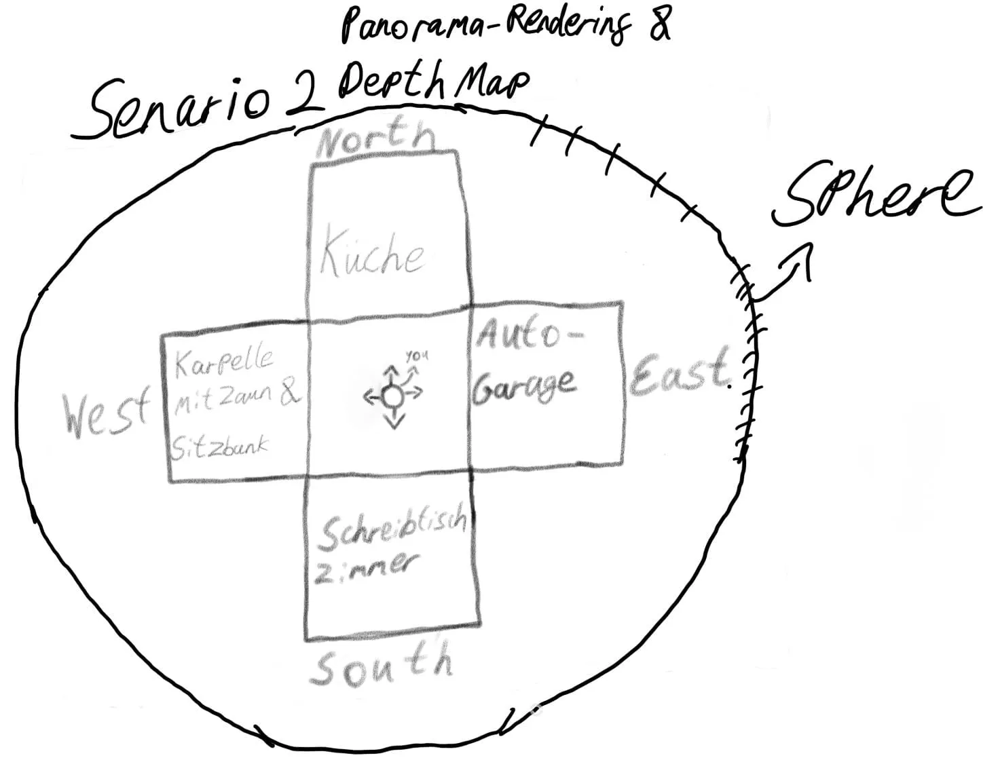 Panorama-Rendering &
Senario 2 Depth Map
North
Sphere
Küche
Auto-
Garage
East.
Karpelle
mit Zaun &
Sitzbank
West
you
Schreibtisch
zimmer
South